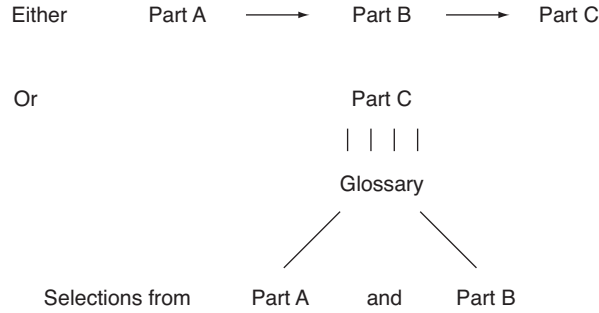 Either Part A Part B Part C
Or Part C
Glossary
Selections from Part A and Part B